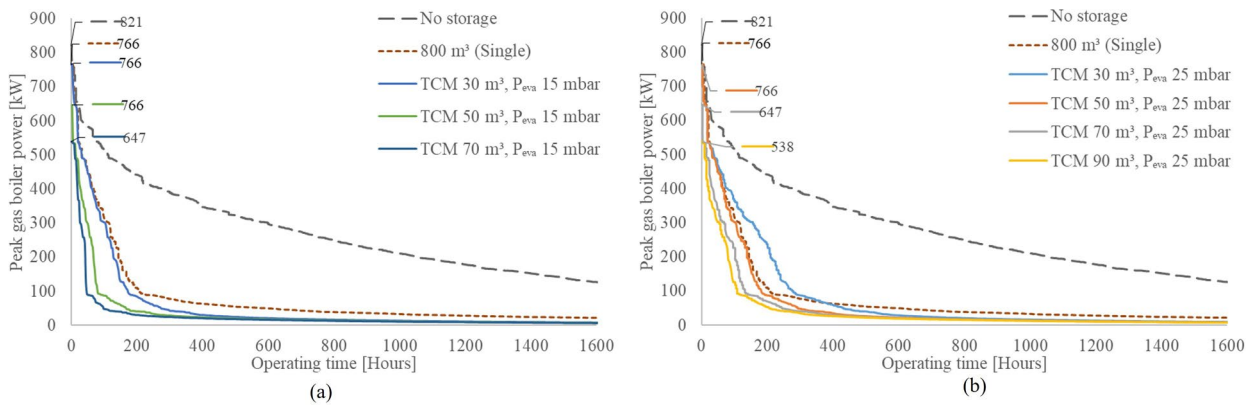 900
800
700
600
500
400
300
200
100
0
Peak gas boiler power [kW]
821
766
766
766
647
No storage
800 m³ (Single)
TCM 30 m³, Peva 15 mbar
TCM 50 m³, Peva 15 mbar
TCM 70 m³, Peva 15 mbar
0 200 400 600 800 1000 1200 1400 1600
Operating time [Hours]
(a)
900
800
700
600
500
400
300
200
100
0
Peak gas boiler power [kW]
821
766
766
647
538
No storage
800 m³ (Single)
TCM 30 m³, Peva 25 mbar
TCM 50 m³, Peva 25 mbar
TCM 70 m³, Peva 25 mbar
TCM 90 m³, Peva 25 mbar
0 200 400 600 800 1000 1200 1400 1600
Operating time [Hours]
(b)